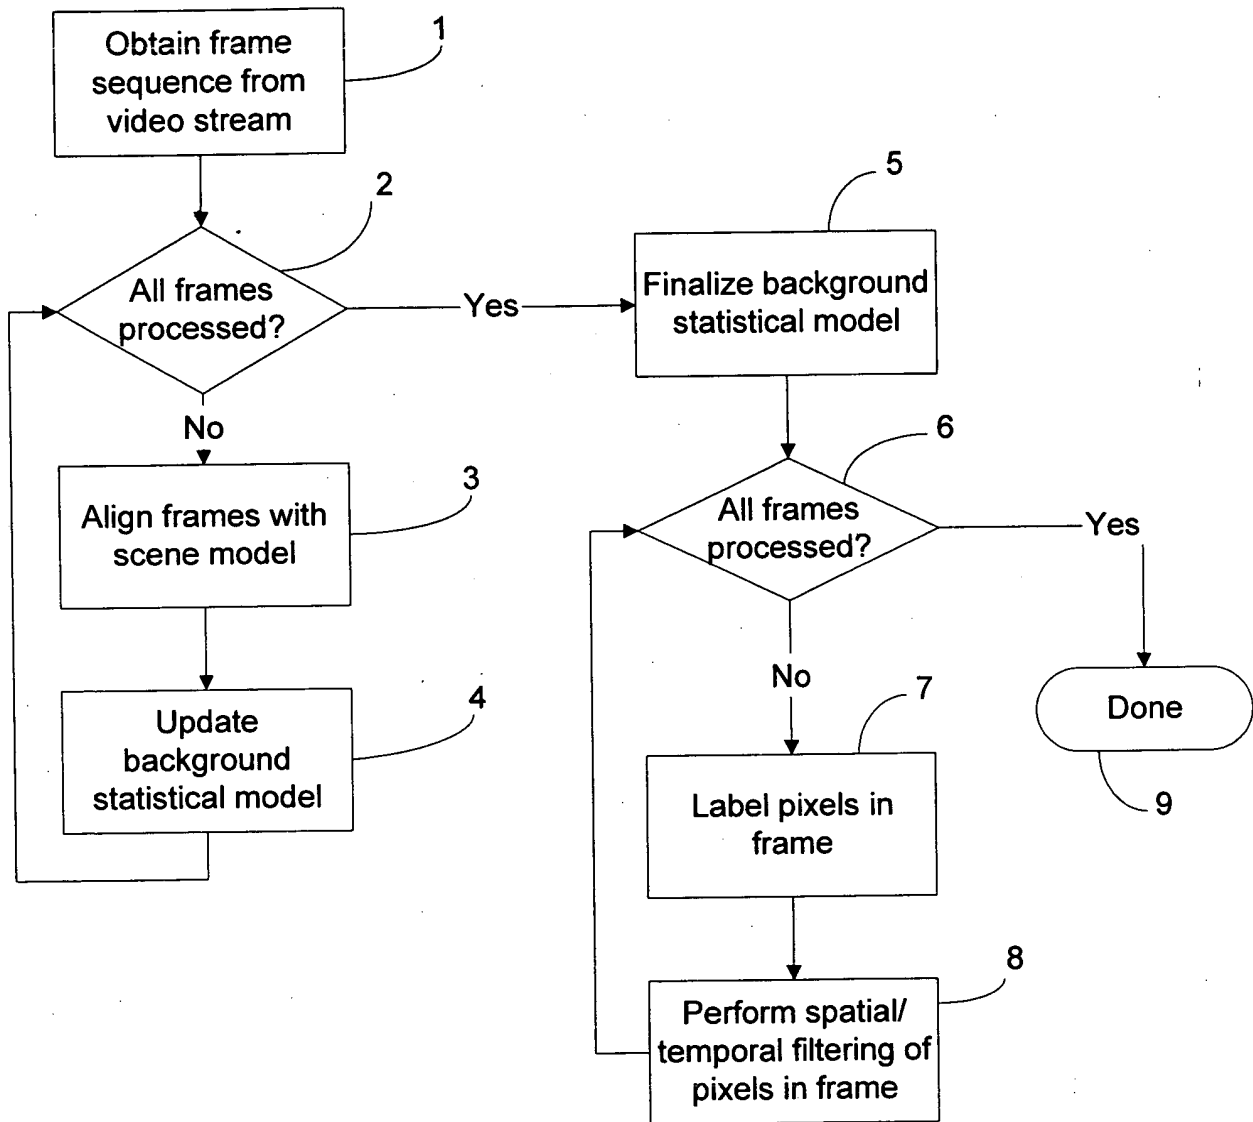 Obtain frame
sequence from
video stream
1
All frames
processed?
2
Yes
No
Align frames with
scene model
3
Update
background
statistical model
4
Finalize background
statistical model
5
All frames
processed?
6
Yes
No
Label pixels in
frame
7
Perform spatial/
temporal filtering of
pixels in frame
8
Done
9